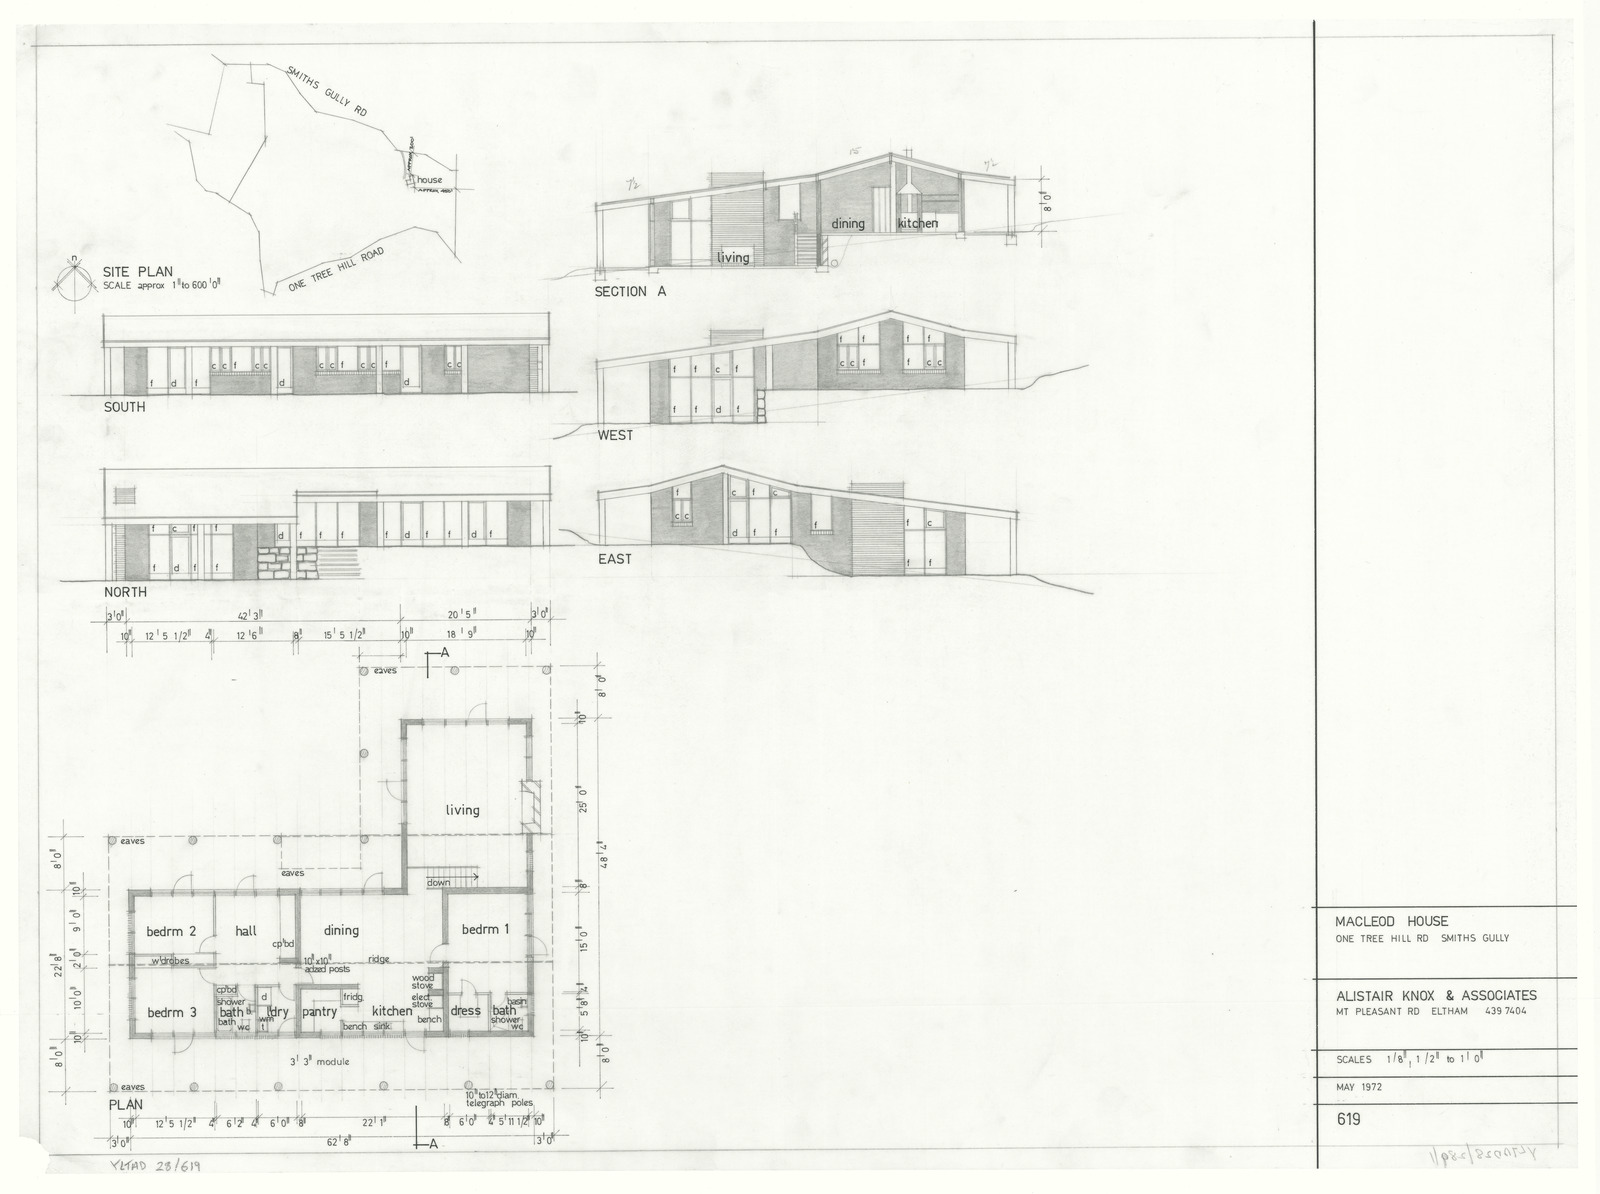 SMITHS GULLY RD
house
ONE TREE HILL ROAD
n
SITE PLAN
SCALE approx 1" to 600'0"
7½
15
7½
8'0"
living
dining
kitchen
SECTION A
f d f c c f c c d c c f f c c f d c c
SOUTH
f f c f
f f d f
f f
c c f
f f
f c c
WEST
f c f
f d f f
d f f f f d f f f d f
NORTH
f
c c
c f c
d f f f
f
f c
f f
EAST
3'0" 42'3" 20'5" 3'0"
10" 12'5 1/2" 4" 12'6" 8" 15'5 1/2" 10" 18'9" 10"
A
eaves
8'0"
10"
living
25'0"
48'4"
eaves
8'0"
eaves
down
8"
10"
9'0"
22'8"
2'0"
10'10"
10"
8'0"
bedrm 2
hall
cp'bd
dining
bedrm 1
15'0"
w'drobes
10"x10"
adzed posts
ridge
wood
stove
elect.
stove
bench
cp'bd
shower
bath
bath
wc
b.
d
ldry
wm
t
bedrm 3
pantry
fridg.
kitchen
bench sink
dress
bath
basin
shower
wc
4"
5'8"
10"
8'0"
3'3" module
eaves
10" to 12" diam.
telegraph poles
PLAN
10" 12'5 1/2" 4" 6'2" 4" 6'0" 8" 22'1" 8" 6'0" 4" 5'11 1/2" 10"
3'0" 62'8" 3'0"
A
YLTAD 28/619
MACLEOD HOUSE
ONE TREE HILL RD SMITHS GULLY
ALISTAIR KNOX & ASSOCIATES
MT PLEASANT RD ELTHAM 439 7404
SCALES 1/8", 1/2" to 1'0"
MAY 1972
619